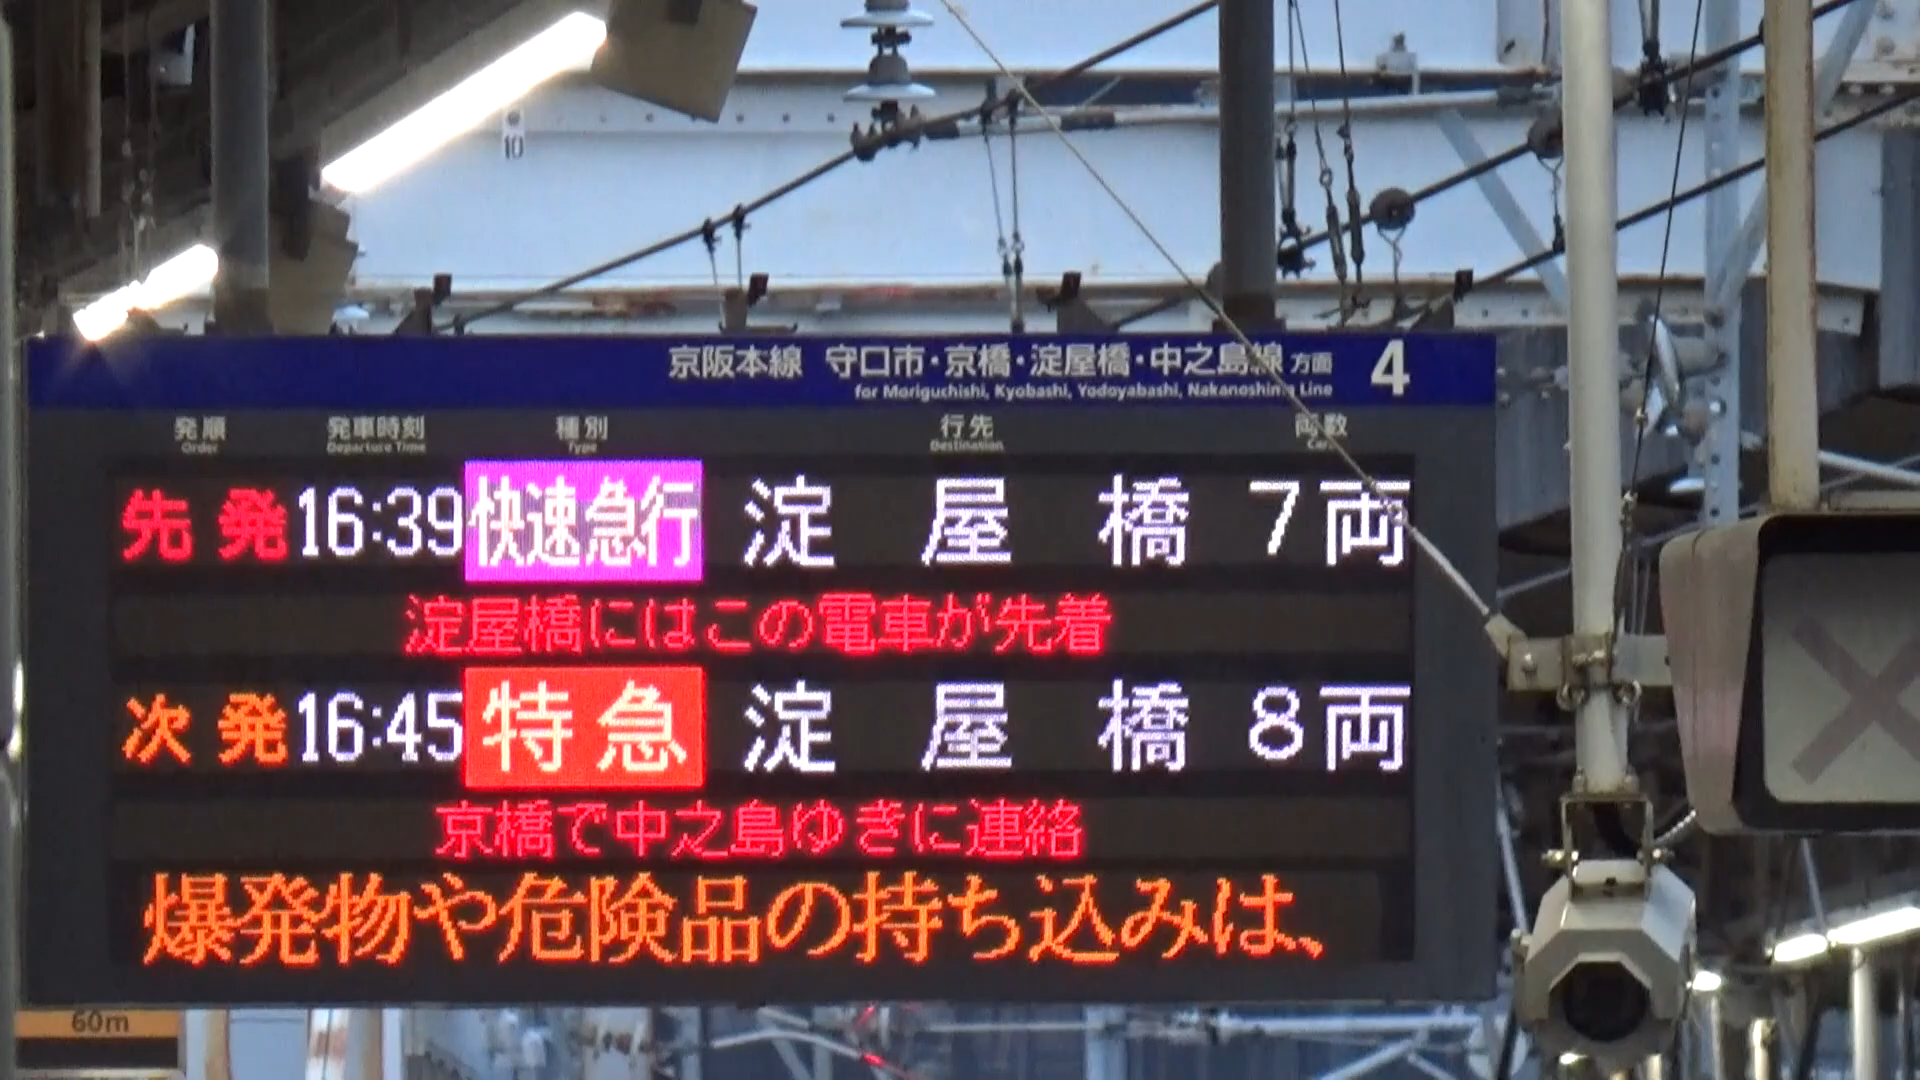 10
京阪本線 守口市・京橋・淀屋橋・中之島線 方面 4
for Moriguchishi, Kyobashi, Yodoyabashi, Nakanoshima Line
発順 発車時刻 種別 行先 両数
Order Departure Time Type Destination Cars
先発 16:39 快速急行 淀屋橋 7両
淀屋橋にはこの電車が先着
次発 16:45 特急 淀屋橋 8両
京橋で中之島ゆきに連絡
爆発物や危険品の持ち込みは、
60m